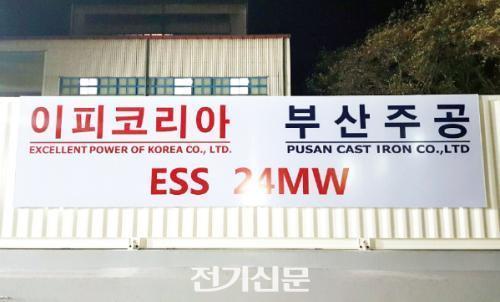 이피코리아 부산주공
EXCELLENT POWER OF KOREA CO., LTD. PUSAN CAST IRON CO.,LTD
ESS 24MW
전기신문